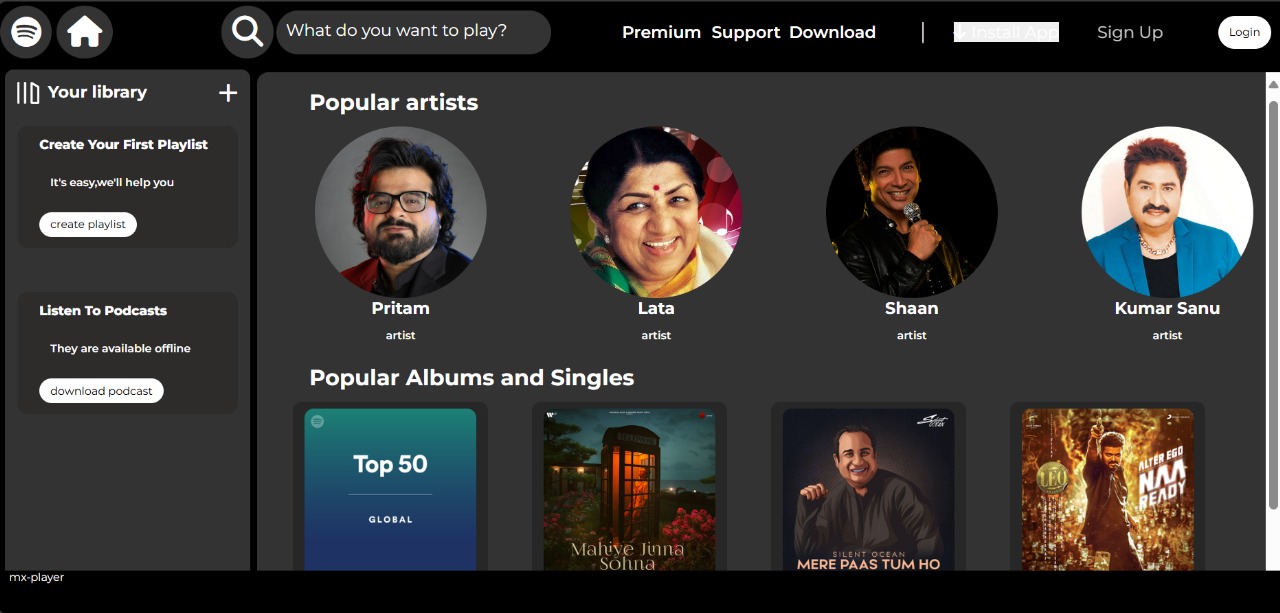 What do you want to play?
Premium Support Download
Install App
Sign Up
Login
Your library
Create Your First Playlist
It's easy,we'll help you
create playlist
Listen To Podcasts
They are available offline
download podcast
Popular artists
Pritam
artist
Lata
artist
Shaan
artist
Kumar Sanu
artist
Popular Albums and Singles
Top 50
GLOBAL
Mahiye Jinna
Sohna
Silent
OCEAN
SILENT OCEAN
MERE PAAS TUM HO
LEO
ALTER EGO
NAA
READY
mx-player